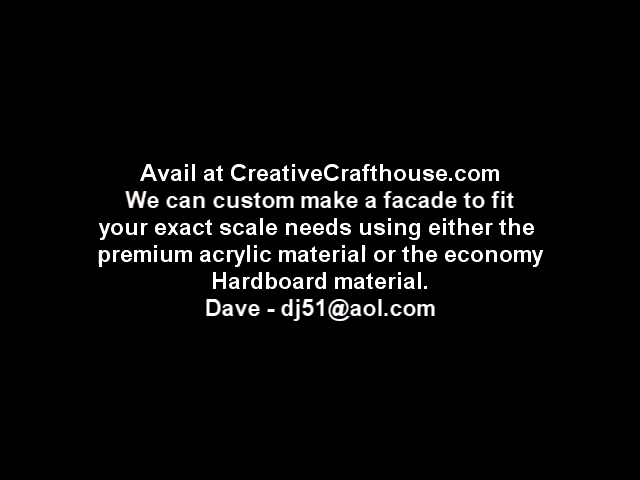 Avail at CreativeCrafthouse.com
We can custom make a facade to fit
your exact scale needs using either the
premium acrylic material or the economy
Hardboard material.
Dave - dj51@aol.com